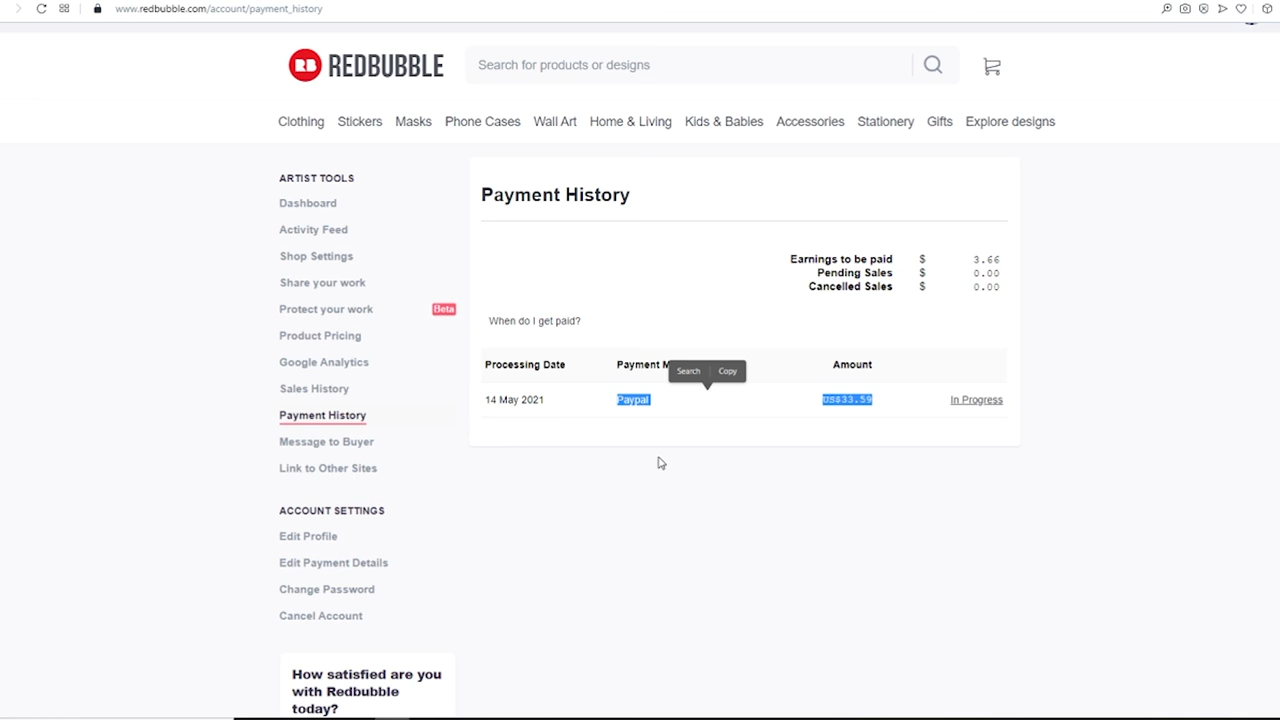 www.redbubble.com/account/payment_history
RB REDBUBBLE
Search for products or designs
Clothing Stickers Masks Phone Cases Wall Art Home & Living Kids & Babies Accessories Stationery Gifts Explore designs
ARTIST TOOLS
Dashboard
Activity Feed
Shop Settings
Share your work
Protect your work Beta
Product Pricing
Google Analytics
Sales History
Payment History
Message to Buyer
Link to Other Sites
ACCOUNT SETTINGS
Edit Profile
Edit Payment Details
Change Password
Cancel Account
How satisfied are you
with Redbubble
today?
Payment History
Earnings to be paid $ 3.66
Pending Sales $ 0.00
Cancelled Sales $ 0.00
When do I get paid?
Search Copy
Processing Date Payment M Amount
14 May 2021 Paypal US$33.59 In Progress